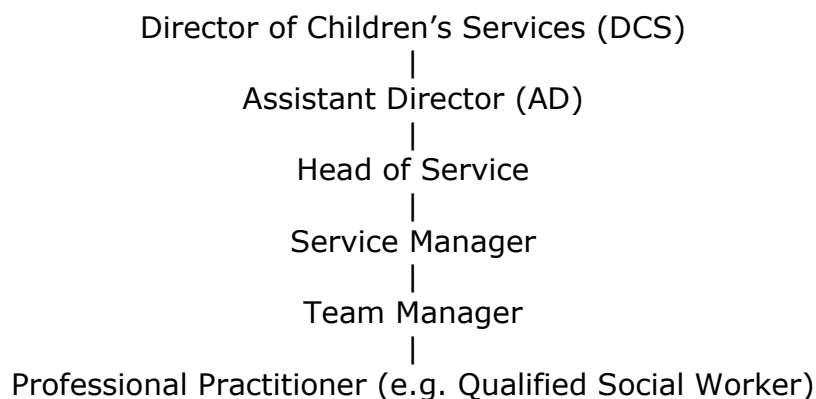 Director of Children’s Services (DCS)
|
Assistant Director (AD)
|
Head of Service
|
Service Manager
|
Team Manager
|
Professional Practitioner (e.g. Qualified Social Worker)